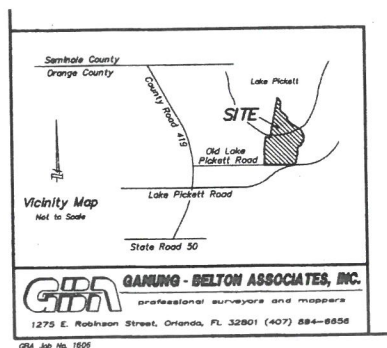 Seminole County
Orange County
County Road 419
Lake Pickett
SITE
Old Lake
Pickett Road
Lake Pickett Road
Vicinity Map
Not to Scale
State Road 50
GBA
GANUNG - BELTON ASSOCIATES, INC.
professional surveyors and mappers
1275 E. Robinson Street, Orlando, FL 32801 (407) 894-6656
GBA Job No. 1606